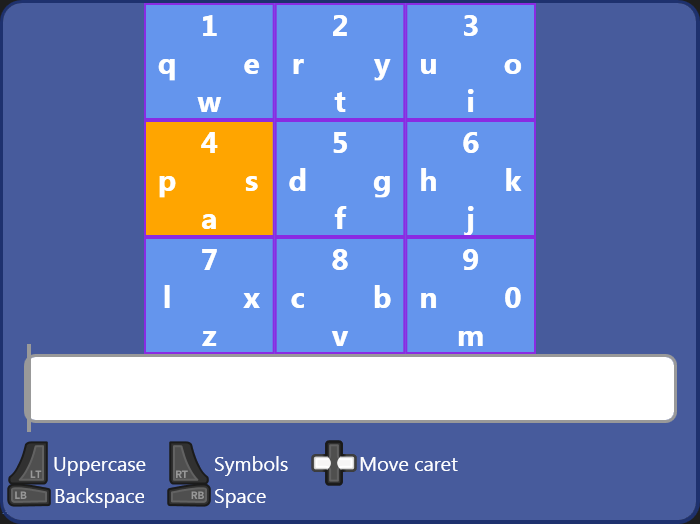 1 2 3
q e r y u o
w t i
4 5 6
p s d g h k
a f j
7 8 9
l x c b n 0
z v m
LT Uppercase RT Symbols Move caret
LB Backspace RB Space